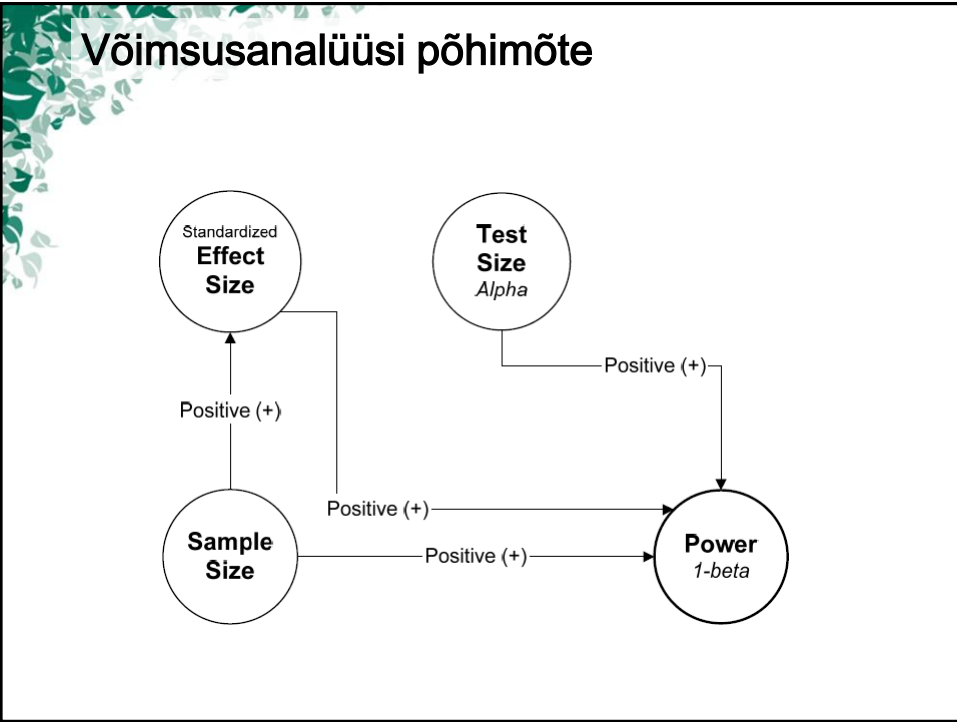 Võimsusanalüüsi põhimõte
Standardized
Effect
Size
Test
Size
Alpha
Positive (+)
Positive (+)
Positive (+)
Sample
Size
Positive (+)
Power
1-beta